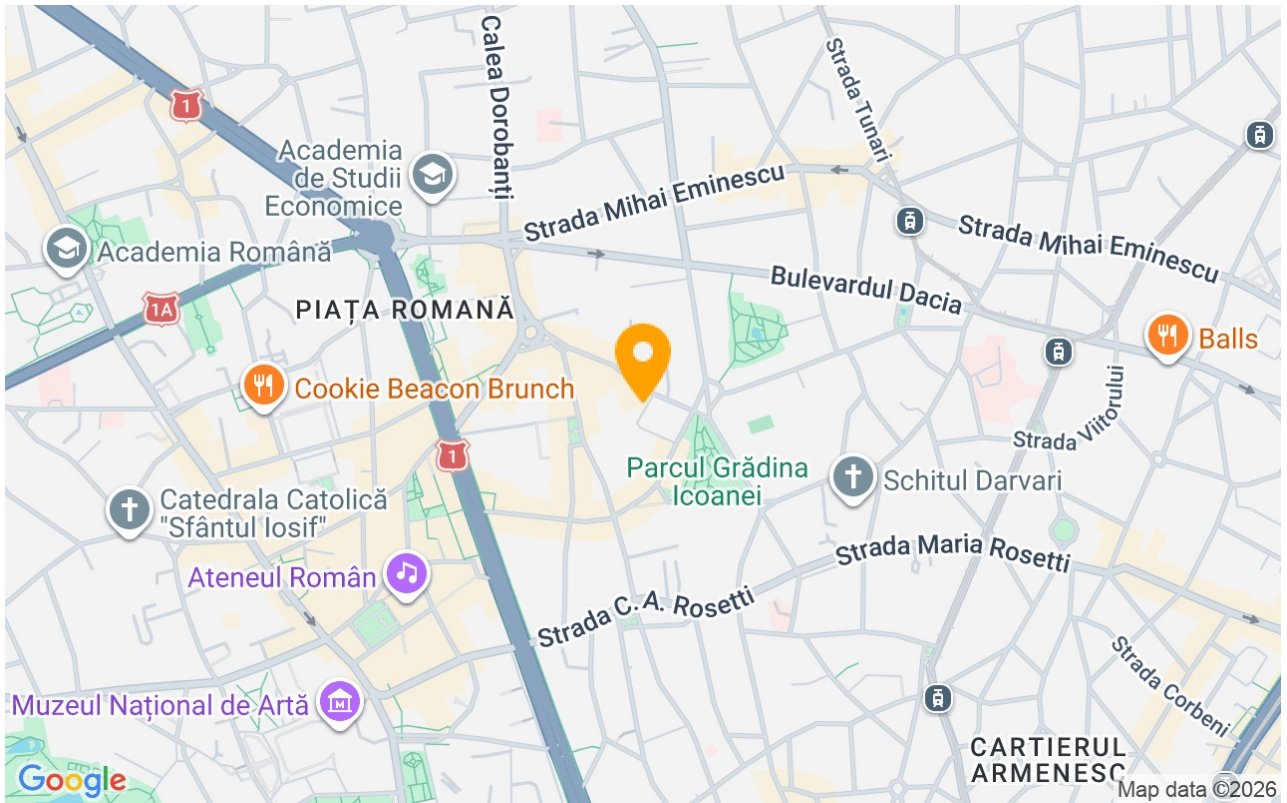 Calea Dorobanți
Strada Tunari
1
Academia
de Studii
Economice
Strada Mihai Eminescu
Strada Mihai Eminescu
Academia Română
Bulevardul Dacia
1A
PIAȚA ROMANĂ
Balls
Cookie Beacon Brunch
Strada Viitorului
1
Parcul Grădina
Icoanei
Schitul Darvari
Catedrala Catolică
"Sfântul Iosif"
Strada Maria Rosetti
Ateneul Român
Strada C. A. Rosetti
Strada Corbeni
Muzeul Național de Artă
M
CARTIERUL
ARMENESC
Google
Map data ©2026